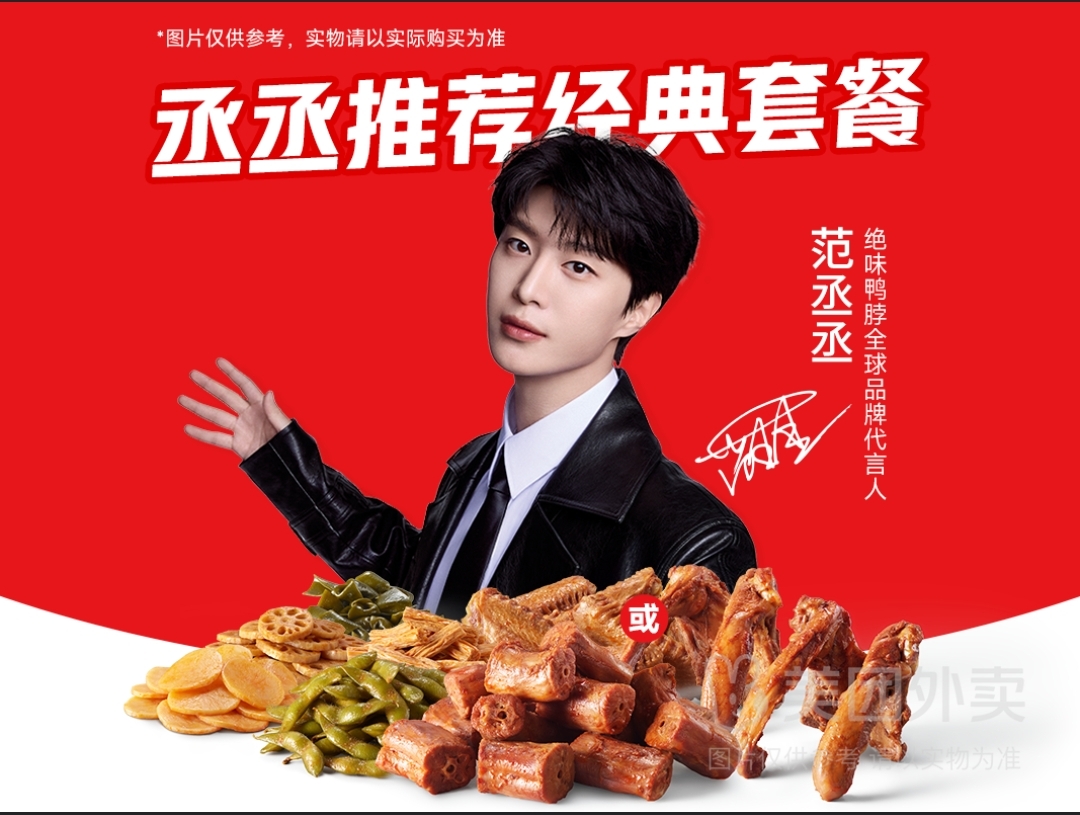 *图片仅供参考，实物请以实际购买为准
丞丞推荐经典套餐
绝味鸭脖全球品牌代言人
范丞丞
或
美团外卖
图片仅供参考 请以实物为准